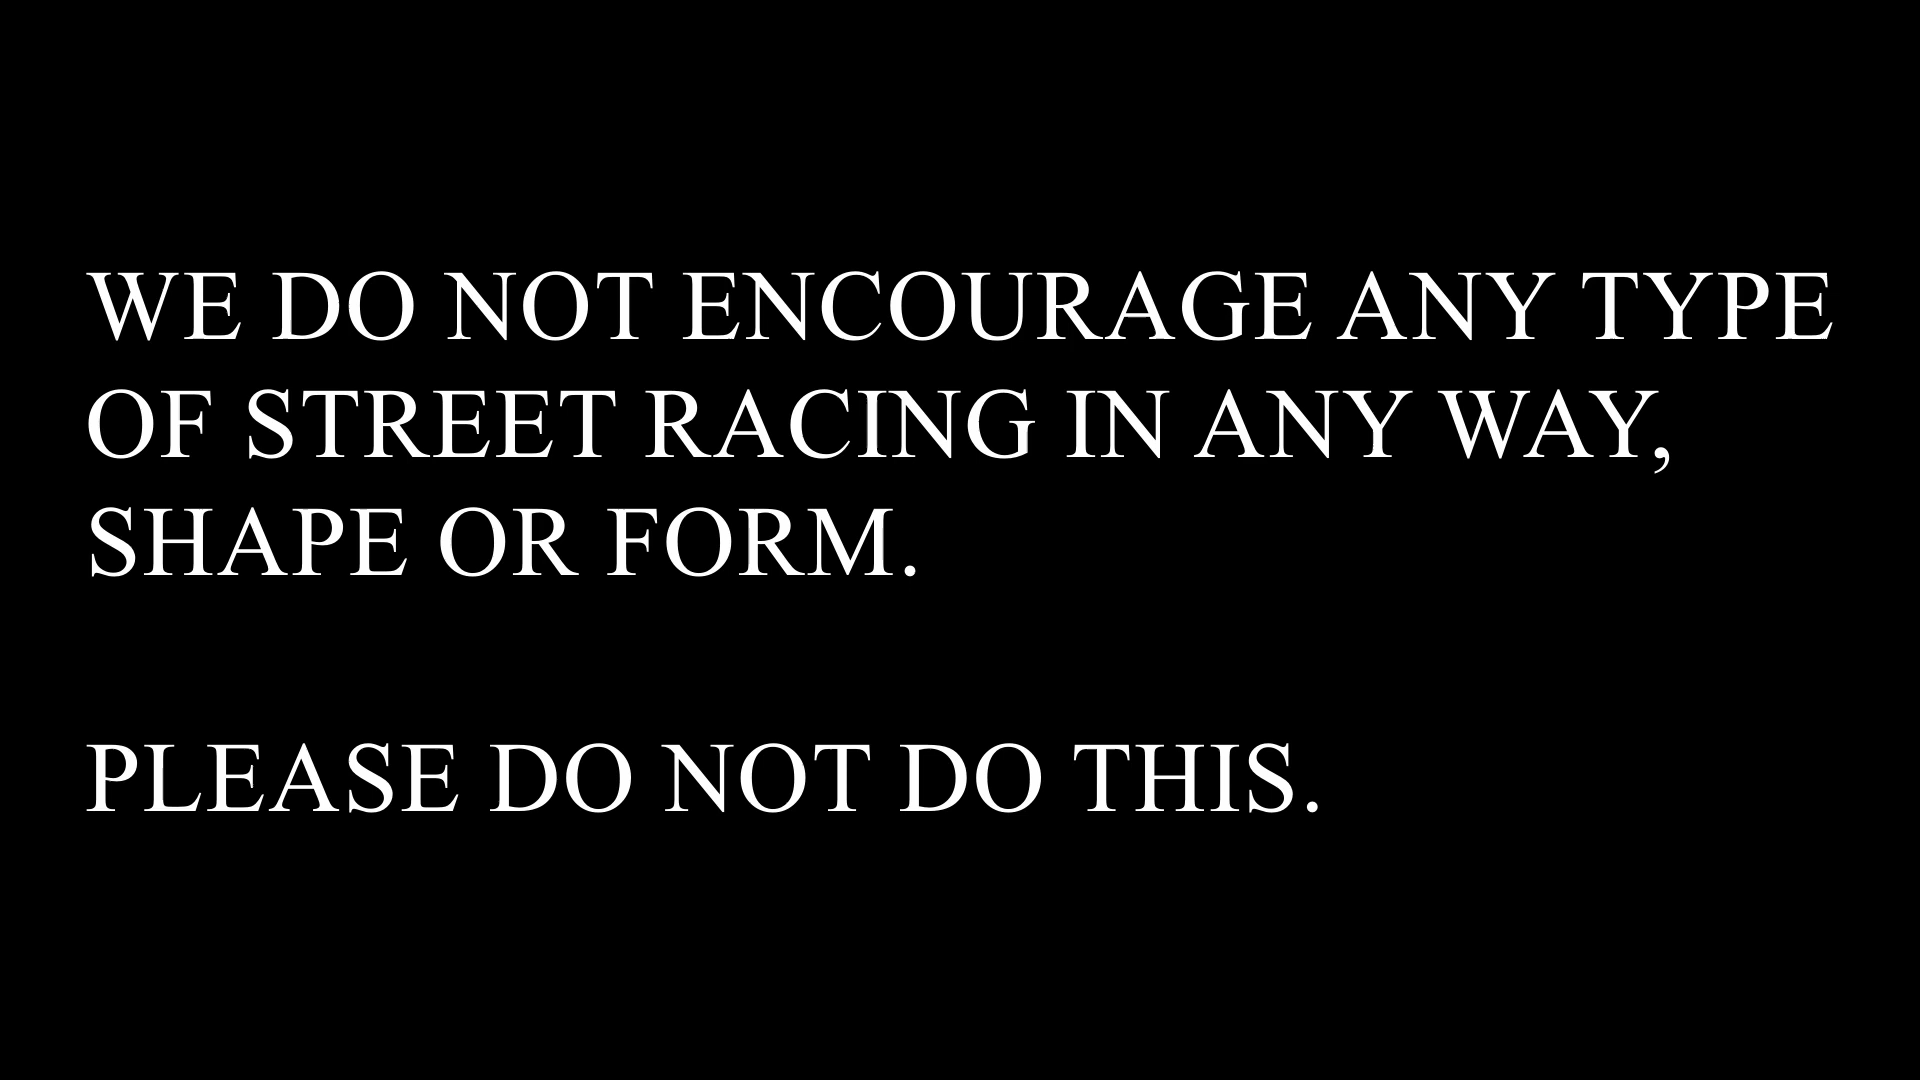 WE DO NOT ENCOURAGE ANY TYPE
OF STREET RACING IN ANY WAY,
SHAPE OR FORM.
PLEASE DO NOT DO THIS.